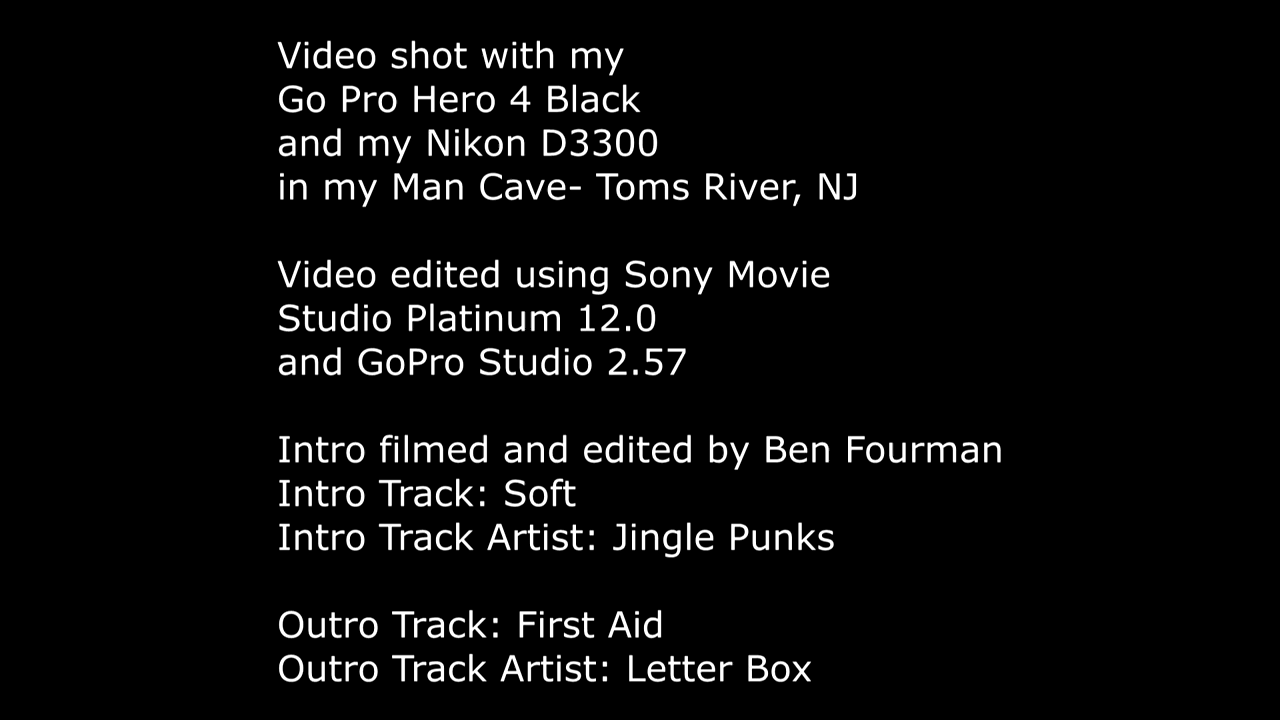 Video shot with my
Go Pro Hero 4 Black
and my Nikon D3300
in my Man Cave- Toms River, NJ
Video edited using Sony Movie
Studio Platinum 12.0
and GoPro Studio 2.57
Intro filmed and edited by Ben Fourman
Intro Track: Soft
Intro Track Artist: Jingle Punks
Outro Track: First Aid
Outro Track Artist: Letter Box